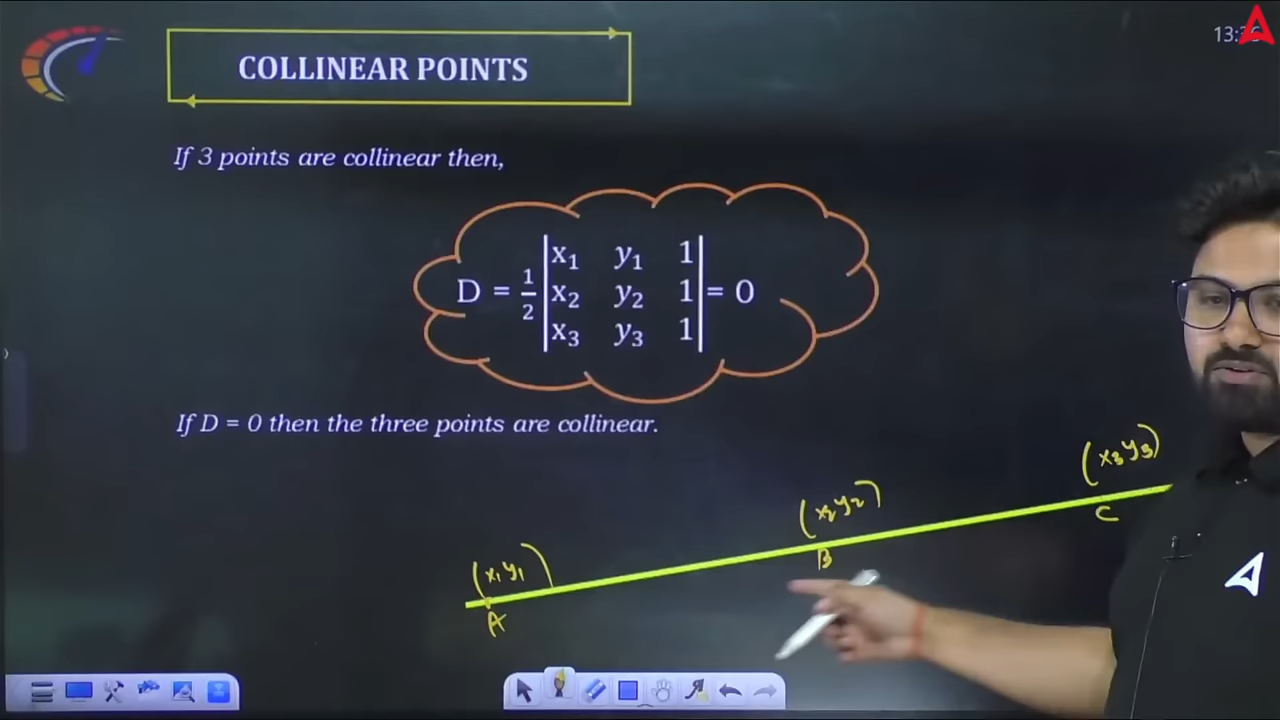 COLLINEAR POINTS
If 3 points are collinear then,
D = 1/2 |x₁ y₁ 1| = 0
|x₂ y₂ 1|
|x₃ y₃ 1|
If D = 0 then the three points are collinear.
(x₃ y₃)
(x₂ y₂)
C
B
(x₁ y₁)
A